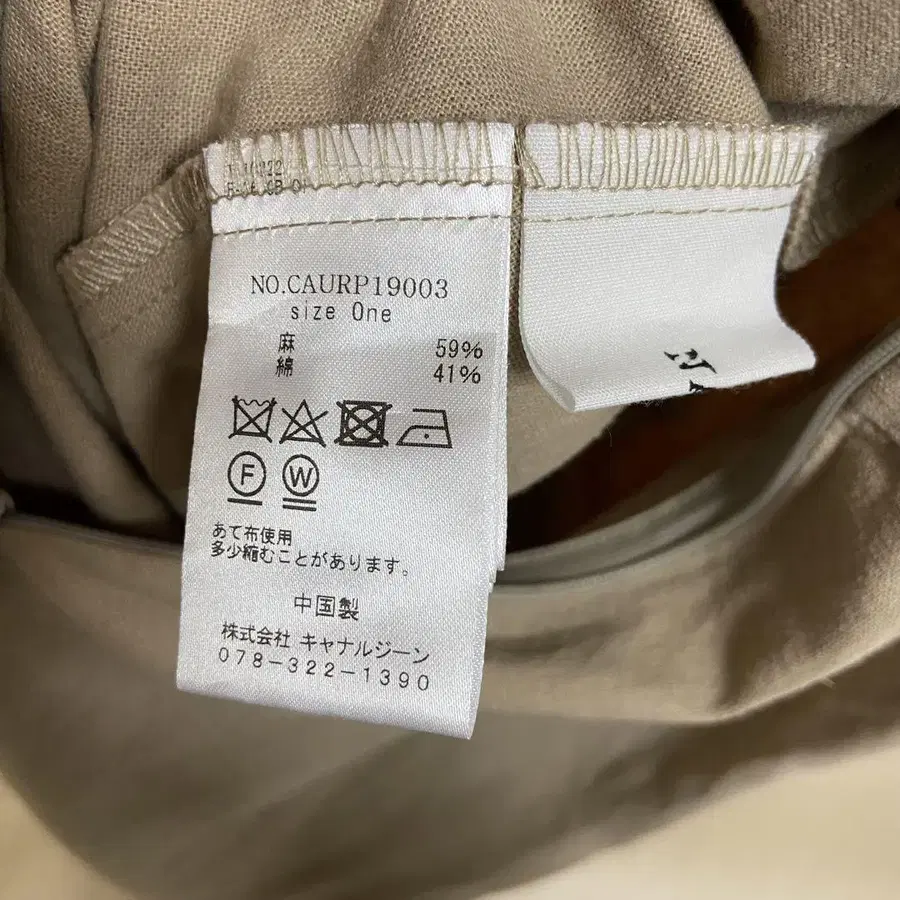 NO.CAURP19003
size One
麻 59%
綿 41%
F W
あて布使用
多少縮むことがあります。
中国製
株式会社 キャナルジーン
078-322-1390